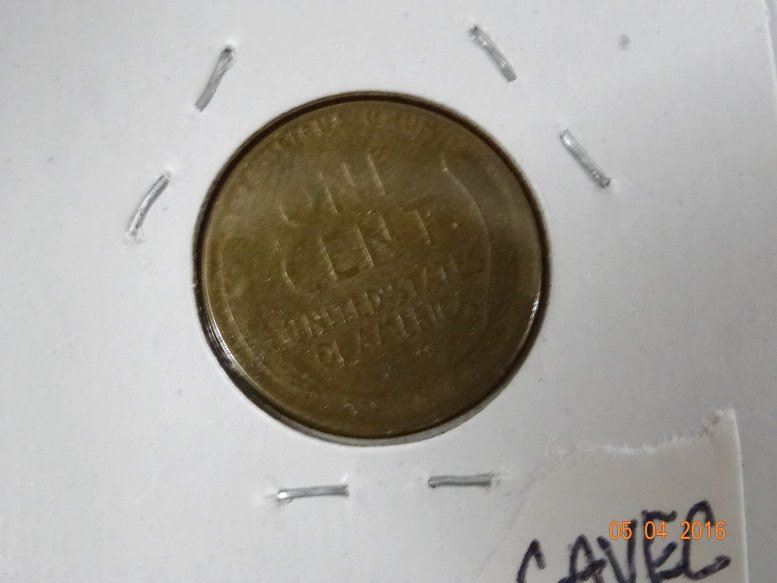 ONE
CENT
UNITED STATES
OF AMERICA
CAVEC
05 04 2016